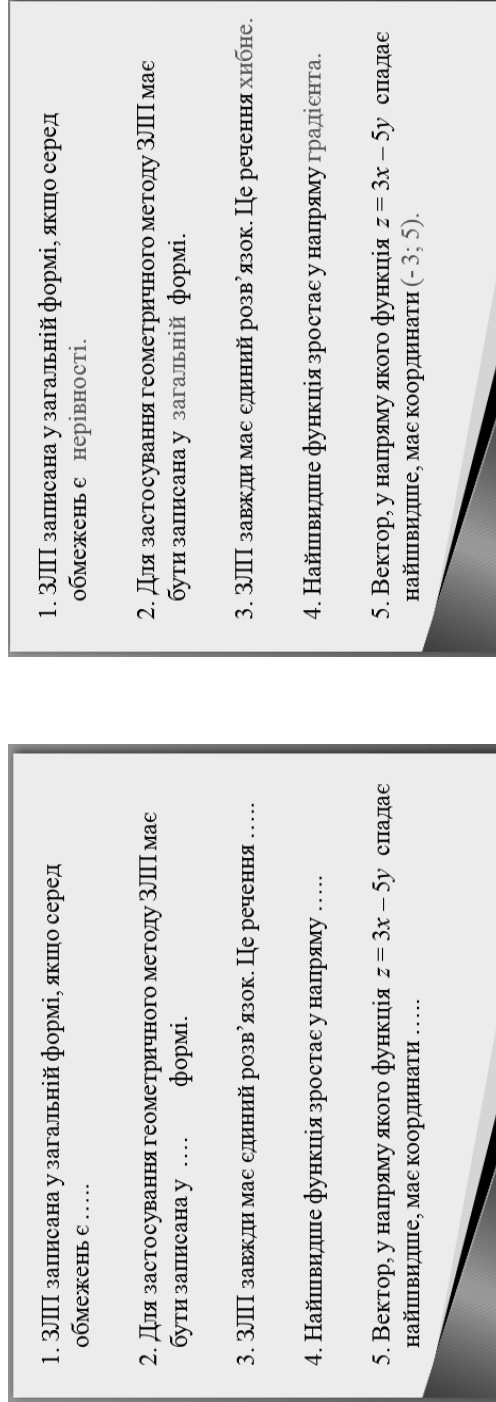 1. ЗЛП записана у загальній формі, якщо серед
обмежень є …..
2. Для застосування геометричного методу ЗЛП має
бути записана у …. формі.
3. ЗЛП завжди має єдиний розв’язок. Це речення …..
4. Найшвидше функція зростає у напряму …..
5. Вектор, у напряму якого функція z = 3x – 5y спадає
найшвидше, має координати …..
1. ЗЛП записана у загальній формі, якщо серед
обмежень є нерівності.
2. Для застосування геометричного методу ЗЛП має
бути записана у загальній формі.
3. ЗЛП завжди має єдиний розв’язок. Це речення хибне.
4. Найшвидше функція зростає у напряму градієнта.
5. Вектор, у напряму якого функція z = 3x – 5y спадає
найшвидше, має координати (- 3; 5).